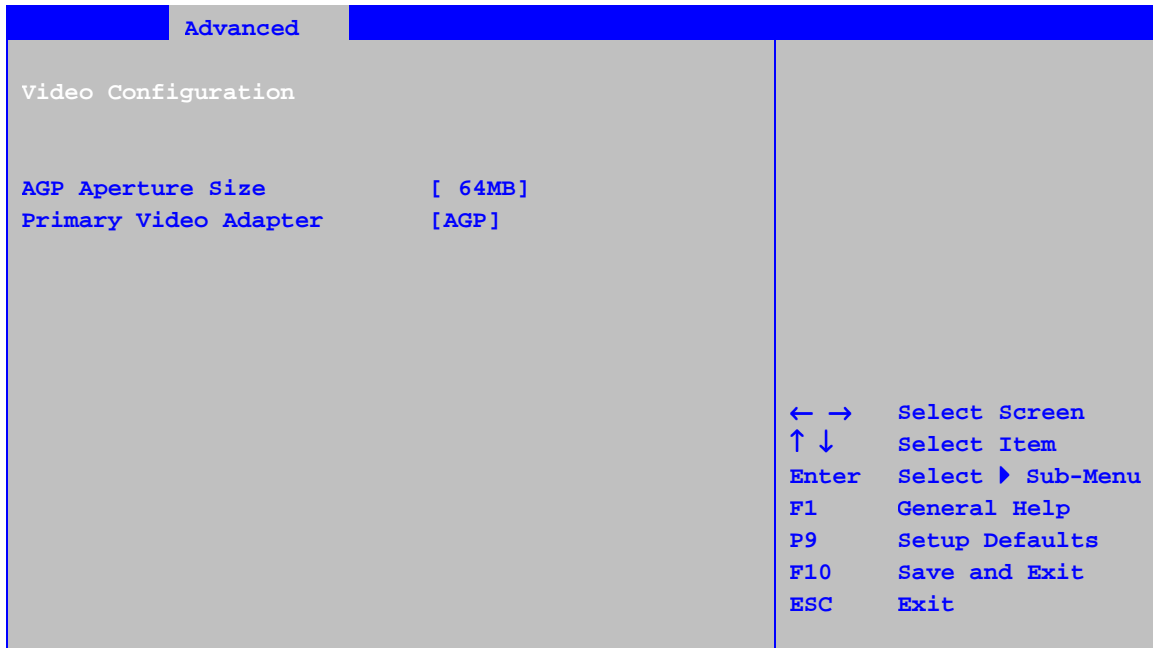 Advanced
Video Configuration
AGP Aperture Size [ 64MB]
Primary Video Adapter [AGP]
← → Select Screen
↑ ↓ Select Item
Enter Select ▶ Sub-Menu
F1 General Help
P9 Setup Defaults
F10 Save and Exit
ESC Exit